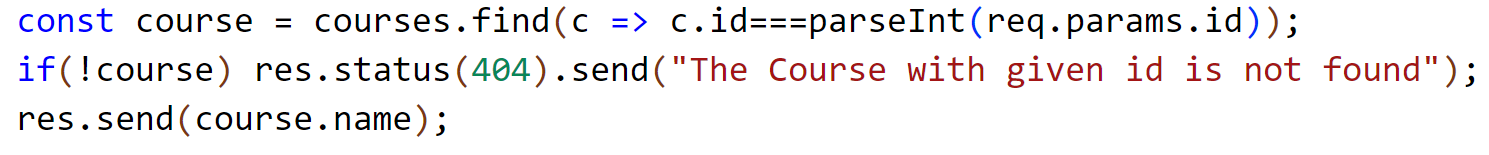 const course = courses.find(c => c.id===parseInt(req.params.id));
if(!course) res.status(404).send("The Course with given id is not found");
res.send(course.name);